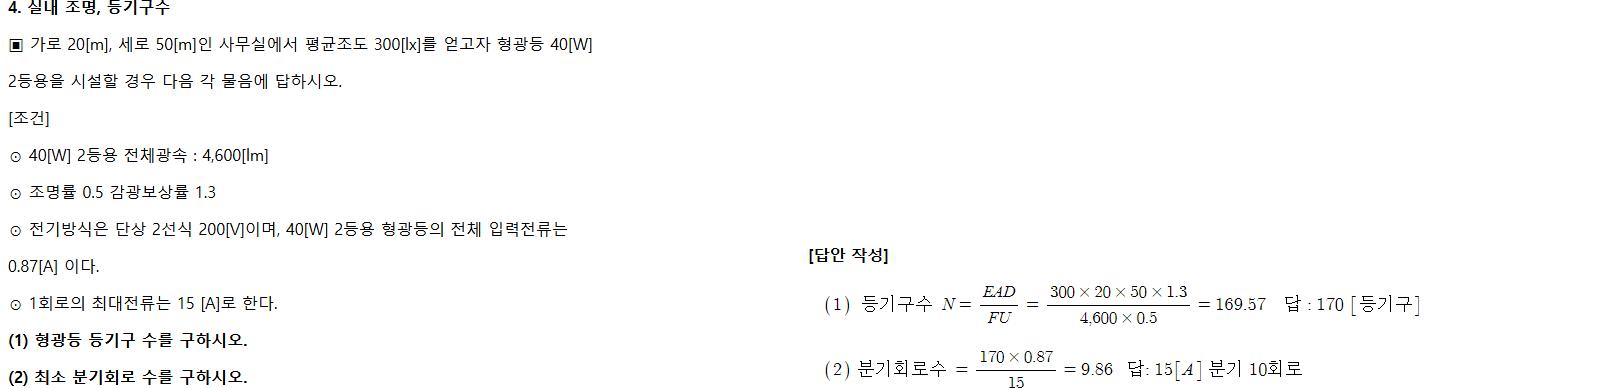 4. 실내 조명, 등기구수
▣ 가로 20[m], 세로 50[m]인 사무실에서 평균조도 300[lx]를 얻고자 형광등 40[W]
2등용을 시설할 경우 다음 각 물음에 답하시오.
[조건]
⊙ 40[W] 2등용 전체광속 : 4,600[lm]
⊙ 조명률 0.5 감광보상률 1.3
⊙ 전기방식은 단상 2선식 200[V]이며, 40[W] 2등용 형광등의 전체 입력전류는
0.87[A] 이다.
⊙ 1회로의 최대전류는 15 [A]로 한다.
(1) 형광등 등기구 수를 구하시오.
(2) 최소 분기회로 수를 구하시오.
[답안 작성]
(1) 등기구수 N = EAD / FU = 300 × 20 × 50 × 1.3 / 4,600 × 0.5 = 169.57 답 : 170 [등기구]
(2) 분기회로수 = 170 × 0.87 / 15 = 9.86 답: 15[A] 분기 10회로